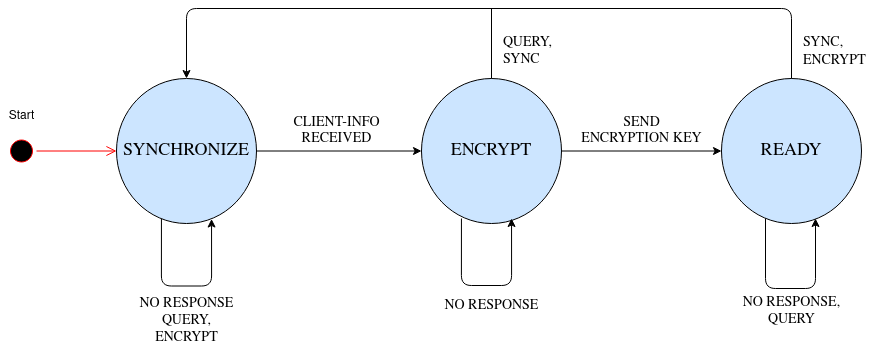 QUERY,
SYNC
SYNC,
ENCRYPT
Start
CLIENT-INFO
RECEIVED
SEND
ENCRYPTION KEY
SYNCHRONIZE
ENCRYPT
READY
NO RESPONSE
QUERY,
ENCRYPT
NO RESPONSE
NO RESPONSE,
QUERY